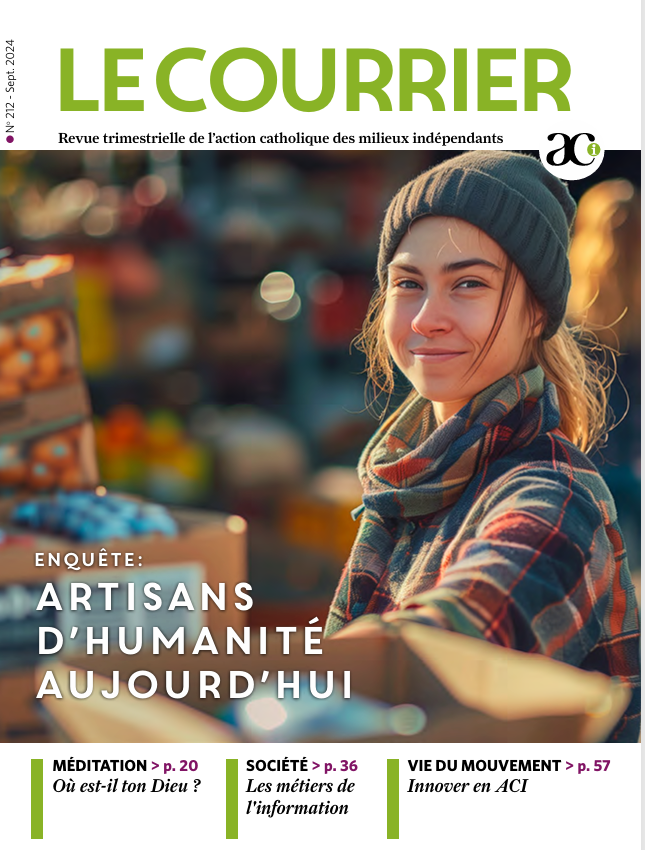 N° 212 - Sept. 2024
LE COURRIER
Revue trimestrielle de l'action catholique des milieux indépendants
aci
ENQUÊTE:
ARTISANS
D'HUMANITÉ
AUJOURD'HUI
MÉDITATION > p. 20
Où est-il ton Dieu ?
SOCIÉTÉ > p. 36
Les métiers de
l'information
VIE DU MOUVEMENT > p. 57
Innover en ACI